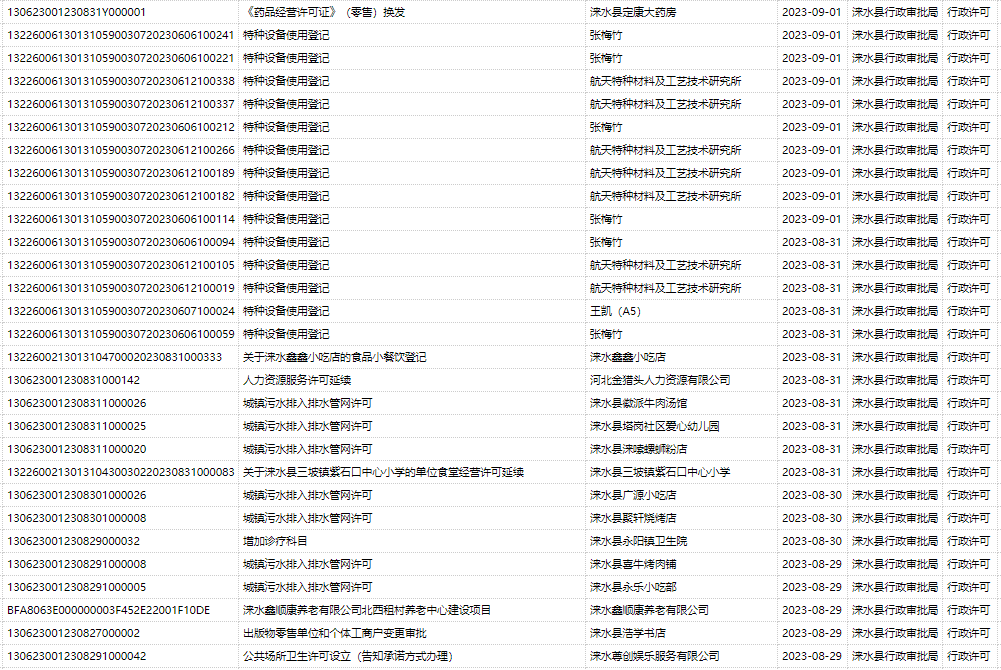 130623001230831Y000001 《药品经营许可证》（零售）换发 涞水县定康大药房 2023-09-01 涞水县行政审批局 行政许可
13226006130131059003072023060610​0241 特种设备使用登记 张梅竹 2023-09-01 涞水县行政审批局 行政许可
132260061301310590030720230606100221 特种设备使用登记 张梅竹 2023-09-01 涞水县行政审批局 行政许可
132260061301310590030720230612100338 特种设备使用登记 航天特种材料及工艺技术研究所 2023-09-01 涞水县行政审批局 行政许可
132260061301310590030720230612100337 特种设备使用登记 航天特种材料及工艺技术研究所 2023-09-01 涞水县行政审批局 行政许可
132260061301310590030720230606100212 特种设备使用登记 张梅竹 2023-09-01 涞水县行政审批局 行政许可
132260061301310590030720230612100266 特种设备使用登记 航天特种材料及工艺技术研究所 2023-09-01 涞水县行政审批局 行政许可
132260061301310590030720230612100189 特种设备使用登记 航天特种材料及工艺技术研究所 2023-09-01 涞水县行政审批局 行政许可
132260061301310590030720230612100182 特种设备使用登记 航天特种材料及工艺技术研究所 2023-09-01 涞水县行政审批局 行政许可
132260061301310590030720230606100114 特种设备使用登记 张梅竹 2023-09-01 涞水县行政审批局 行政许可
132260061301310590030720230606100094 特种设备使用登记 张梅竹 2023-08-31 涞水县行政审批局 行政许可
132260061301310590030720230612100105 特种设备使用登记 航天特种材料及工艺技术研究所 2023-08-31 涞水县行政审批局 行政许可
132260061301310590030720230612100019 特种设备使用登记 航天特种材料及工艺技术研究所 2023-08-31 涞水县行政审批局 行政许可
132260061301310590030720230607100024 特种设备使用登记 王凯（A5） 2023-08-31 涞水县行政审批局 行政许可
132260061301310590030720230606100059 特种设备使用登记 张梅竹 2023-08-31 涞水县行政审批局 行政许可
1322600213013104700020230831000333 关于涞水鑫鑫小吃店的食品小餐饮登记 涞水鑫鑫小吃店 2023-08-31 涞水县行政审批局 行政许可
130623001230831000142 人力资源服务许可延续 河北金猎头人力资源有限公司 2023-08-31 涞水县行政审批局 行政许可
1306230012308311000026 城镇污水排入排水管网许可 涞水县徽派牛肉汤馆 2023-08-31 涞水县行政审批局 行政许可
1306230012308311000025 城镇污水排入排水管网许可 涞水县塔岗社区爱心幼儿园 2023-08-31 涞水县行政审批局 行政许可
1306230012308311000020 城镇污水排入排水管网许可 涞水县涞嗦螺蛳粉店 2023-08-31 涞水县行政审批局 行政许可
132260021301310430030220230831000083 关于涞水县三坡镇紫石口中心小学的单位食堂经营许可延续 涞水县三坡镇紫石口中心小学 2023-08-31 涞水县行政审批局 行政许可
1306230012308301000026 城镇污水排入排水管网许可 涞水县广源小吃店 2023-08-30 涞水县行政审批局 行政许可
1306230012308301000008 城镇污水排入排水管网许可 涞水县聚轩烧烤店 2023-08-30 涞水县行政审批局 行政许可
130623001230829000032 增加诊疗科目 涞水县永阳镇卫生院 2023-08-30 涞水县行政审批局 行政许可
1306230012308291000008 城镇污水排入排水管网许可 涞水县喜牛烤肉铺 2023-08-29 涞水县行政审批局 行政许可
1306230012308291000005 城镇污水排入排水管网许可 涞水县永乐小吃部 2023-08-29 涞水县行政审批局 行政许可
BFA8063E000000003F452E22001F10DE 涞水鑫顺康养老有限公司北西租村养老中心建设项目 涞水鑫顺康养老有限公司 2023-08-29 涞水县行政审批局 行政许可
130623001230827000002 出版物零售单位和个体工商户变更审批 涞水县浩学书店 2023-08-29 涞水县行政审批局 行政许可
1306230012308291000042 公共场所卫生许可设立（告知承诺方式办理） 涞水尊创娱乐服务有限公司 2023-08-29 涞水县行政审批局 行政许可